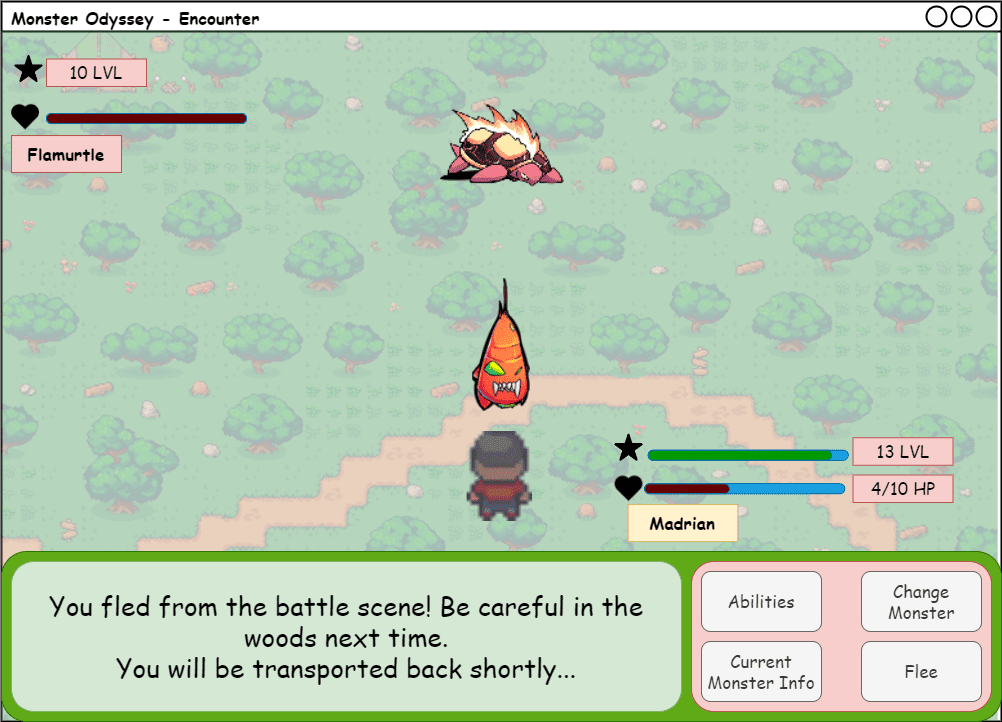 Monster Odyssey - Encounter
10 LVL
Flamurtle
13 LVL
4/10 HP
Madrian
You fled from the battle scene! Be careful in the
woods next time.
You will be transported back shortly...
Abilities
Change
Monster
Current
Monster Info
Flee